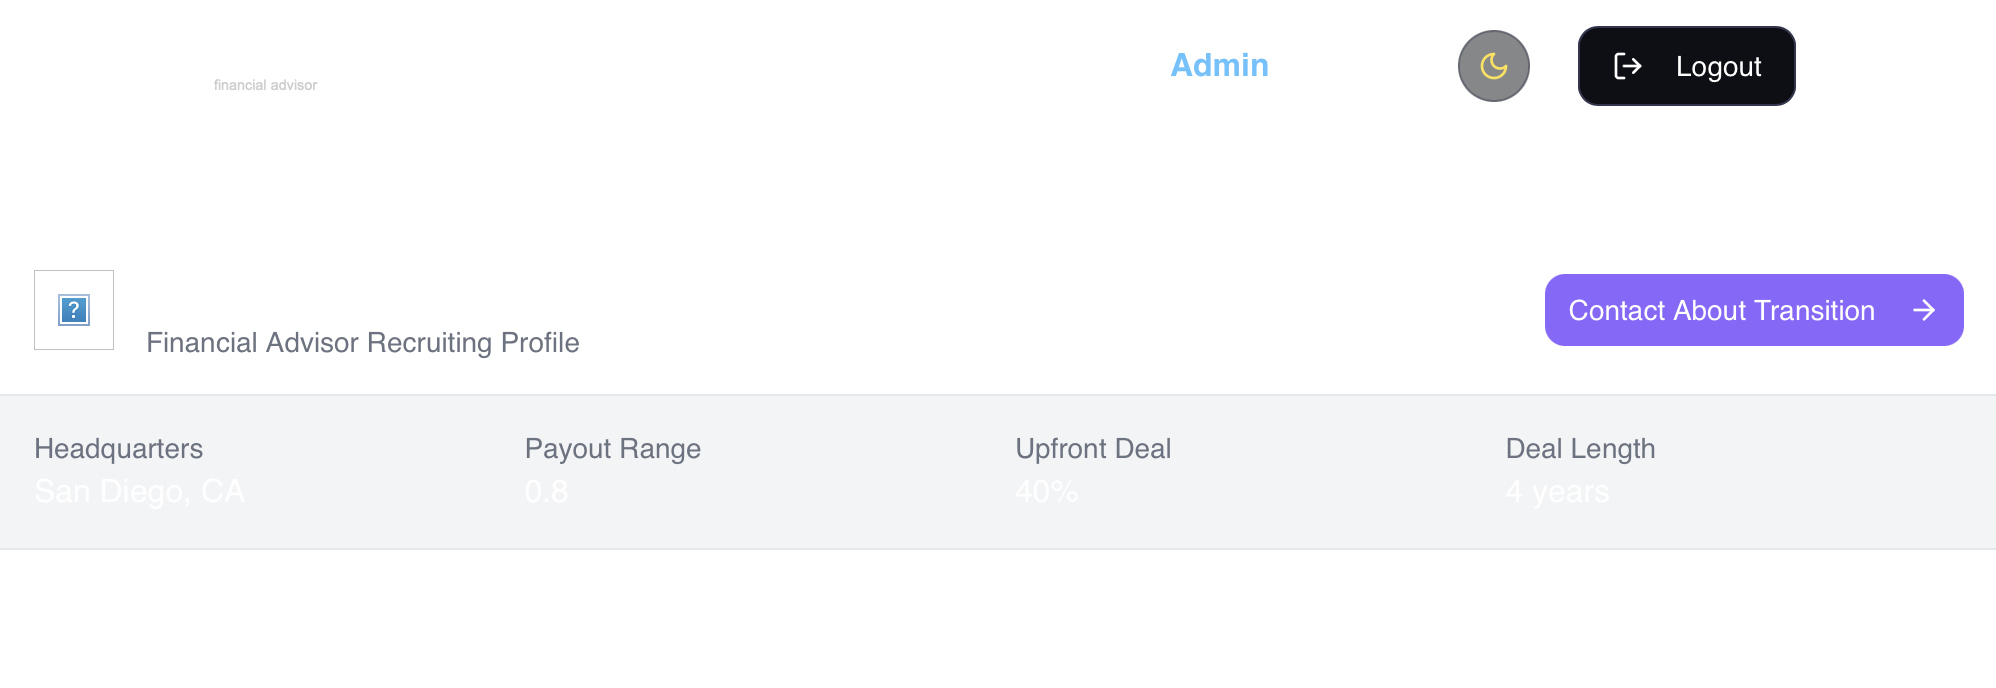 financial advisor
Admin
Logout
Financial Advisor Recruiting Profile
Contact About Transition
Headquarters
Payout Range
Upfront Deal
Deal Length
San Diego, CA
0.8
40%
4 years